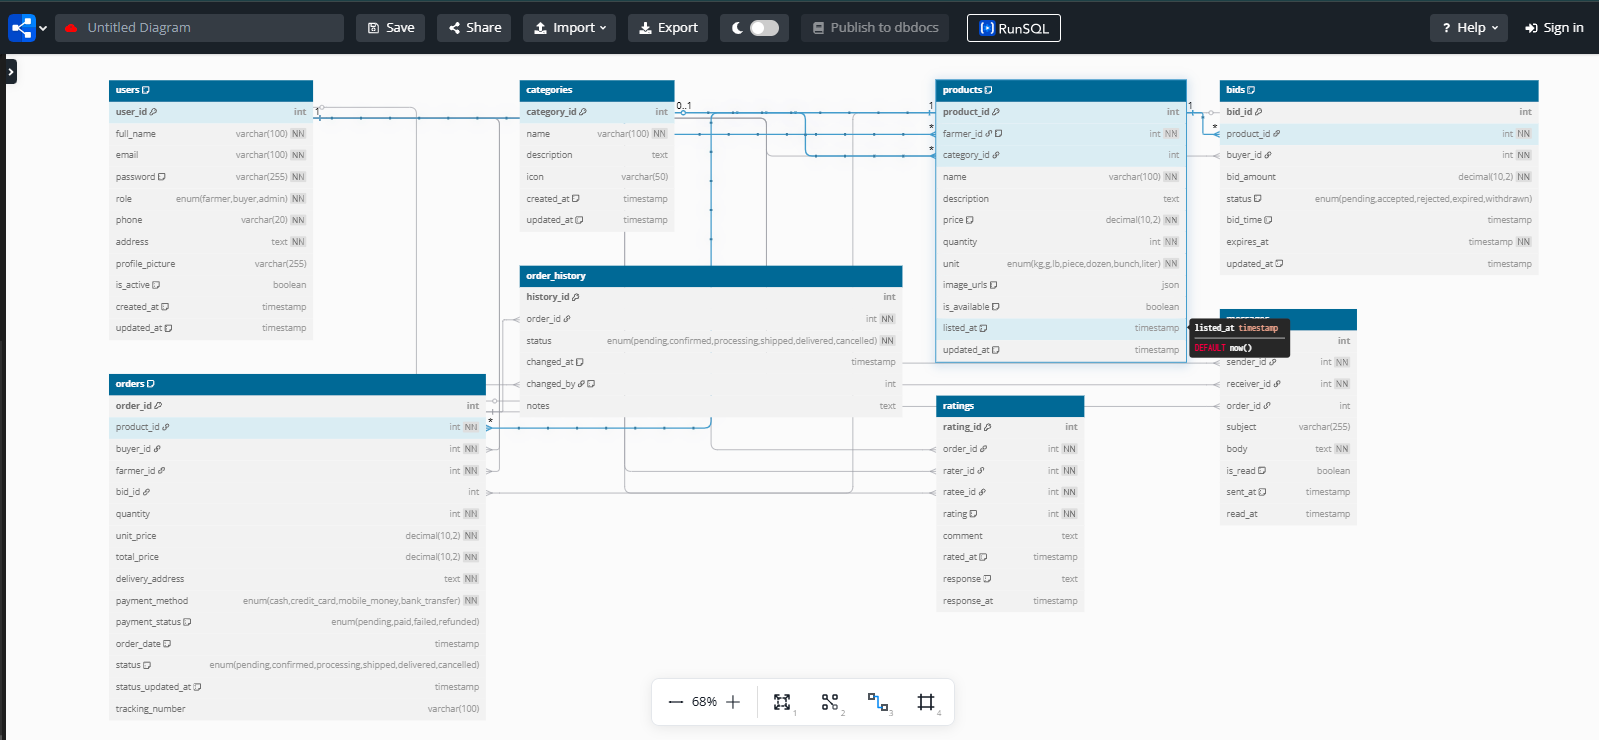 Untitled Diagram
Save
Share
Import
Export
Publish to dbdocs
RunSQL
? Help
Sign in
users
user_id int
full_name varchar(100) NN
email varchar(100) NN
password varchar(255) NN
role enum(farmer,buyer,admin) NN
phone varchar(20) NN
address text NN
profile_picture varchar(255)
is_active boolean
created_at timestamp
updated_at timestamp
1
categories
category_id int
name varchar(100) NN
description text
icon varchar(50)
created_at timestamp
updated_at timestamp
0..1
1
*
*
products
product_id int
farmer_id int NN
category_id int
name varchar(100) NN
description text
price decimal(10,2) NN
quantity int NN
unit enum(kg,g,lb,piece,dozen,bunch,liter) NN
image_urls json
is_available boolean
listed_at timestamp
updated_at timestamp
1
*
bids
bid_id int
product_id int NN
buyer_id int NN
bid_amount decimal(10,2) NN
status enum(pending,accepted,rejected,expired,withdrawn)
bid_time timestamp
expires_at timestamp NN
updated_at timestamp
order_history
history_id int
order_id int NN
status enum(pending,confirmed,processing,shipped,delivered,cancelled) NN
changed_at timestamp
changed_by int
notes text
listed_at timestamp
DEFAULT now()
int
sender_id int NN
receiver_id int NN
order_id int
subject varchar(255)
body text NN
is_read boolean
sent_at timestamp
read_at timestamp
orders
order_id int
product_id int NN
buyer_id int NN
farmer_id int NN
bid_id int
quantity int NN
unit_price decimal(10,2) NN
total_price decimal(10,2) NN
delivery_address text NN
payment_method enum(cash,credit_card,mobile_money,bank_transfer) NN
payment_status enum(pending,paid,failed,refunded)
order_date timestamp
status enum(pending,confirmed,processing,shipped,delivered,cancelled)
status_updated_at timestamp
tracking_number varchar(100)
*
ratings
rating_id int
order_id int NN
rater_id int NN
ratee_id int NN
rating int NN
comment text
rated_at timestamp
response text
response_at timestamp
68%
1
2
3
4